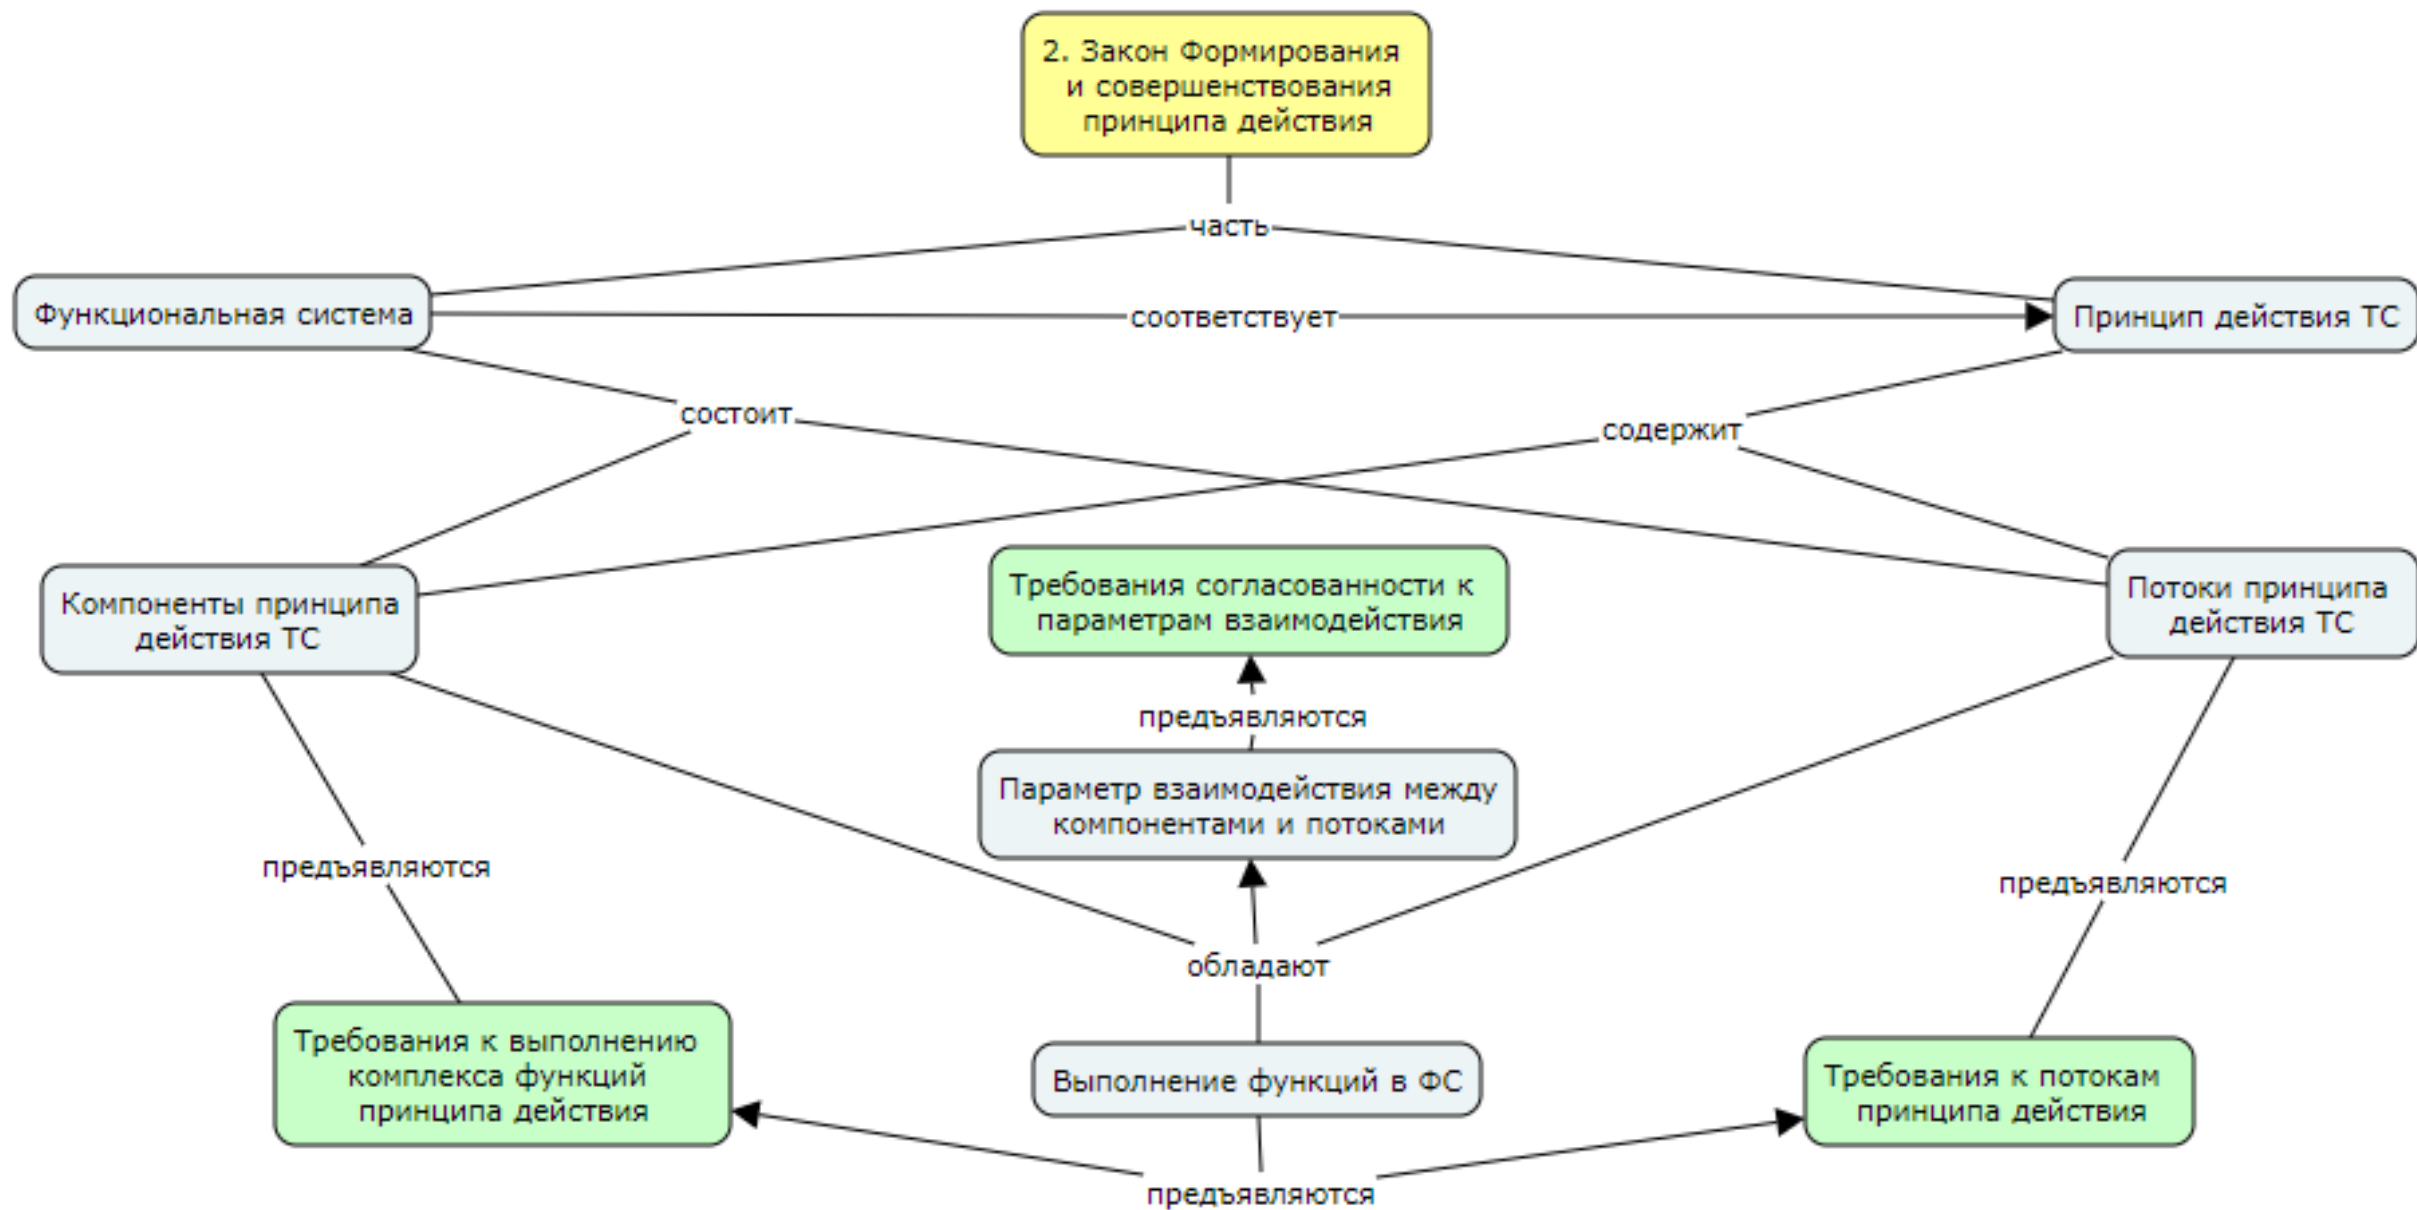 2. Закон Формирования
и совершенствования
принципа действия
часть
Функциональная система
соответствует
Принцип действия ТС
состоит
содержит
Компоненты принципа
действия ТС
Требования согласованности к
параметрам взаимодействия
Потоки принципа
действия ТС
предъявляются
Параметр взаимодействия между
компонентами и потоками
предъявляются
предъявляются
обладают
Требования к выполнению
комплекса функций
принципа действия
Выполнение функций в ФС
Требования к потокам
принципа действия
предъявляются